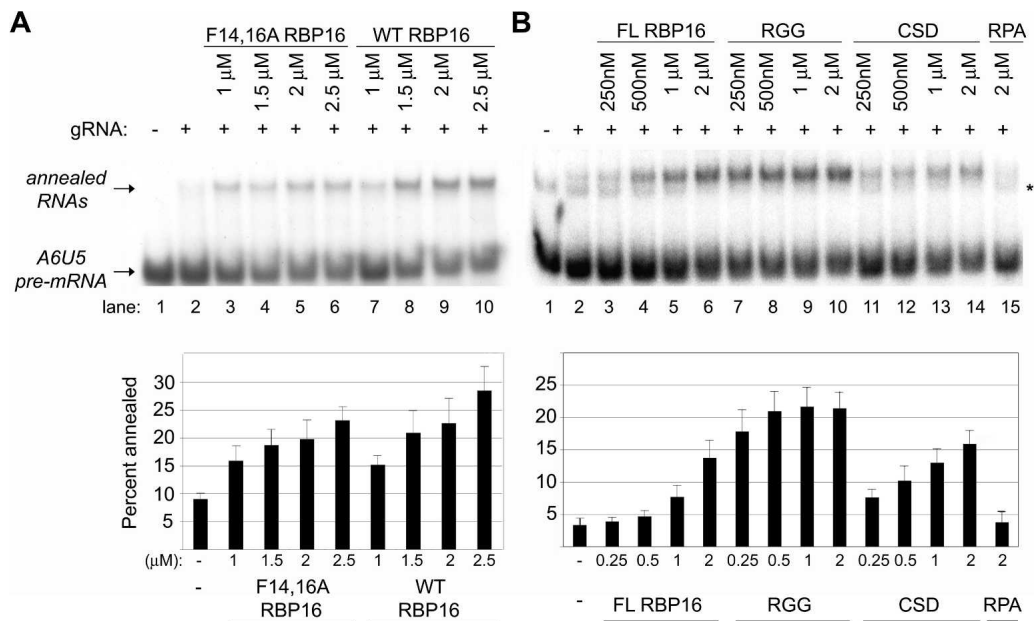 A
F14,16A RBP16 WT RBP16
1 µM 1.5 µM 2 µM 2.5 µM 1 µM 1.5 µM 2 µM 2.5 µM
gRNA: - + + + + + + + + +
annealed
RNAs
A6U5
pre-mRNA
lane: 1 2 3 4 5 6 7 8 9 10
Percent annealed
30
25
20
15
10
5
(µM): - 1 1.5 2 2.5 1 1.5 2 2.5
- F14,16A WT
RBP16 RBP16
B
FL RBP16 RGG CSD RPA
250nM 500nM 1 µM 2 µM 250nM 500nM 1 µM 2 µM 250nM 500nM 1 µM 2 µM 2 µM
- + + + + + + + + + + + + + +
*
1 2 3 4 5 6 7 8 9 10 11 12 13 14 15
25
20
15
10
5
- 0.25 0.5 1 2 0.25 0.5 1 2 0.25 0.5 1 2 2
- FL RBP16 RGG CSD RPA